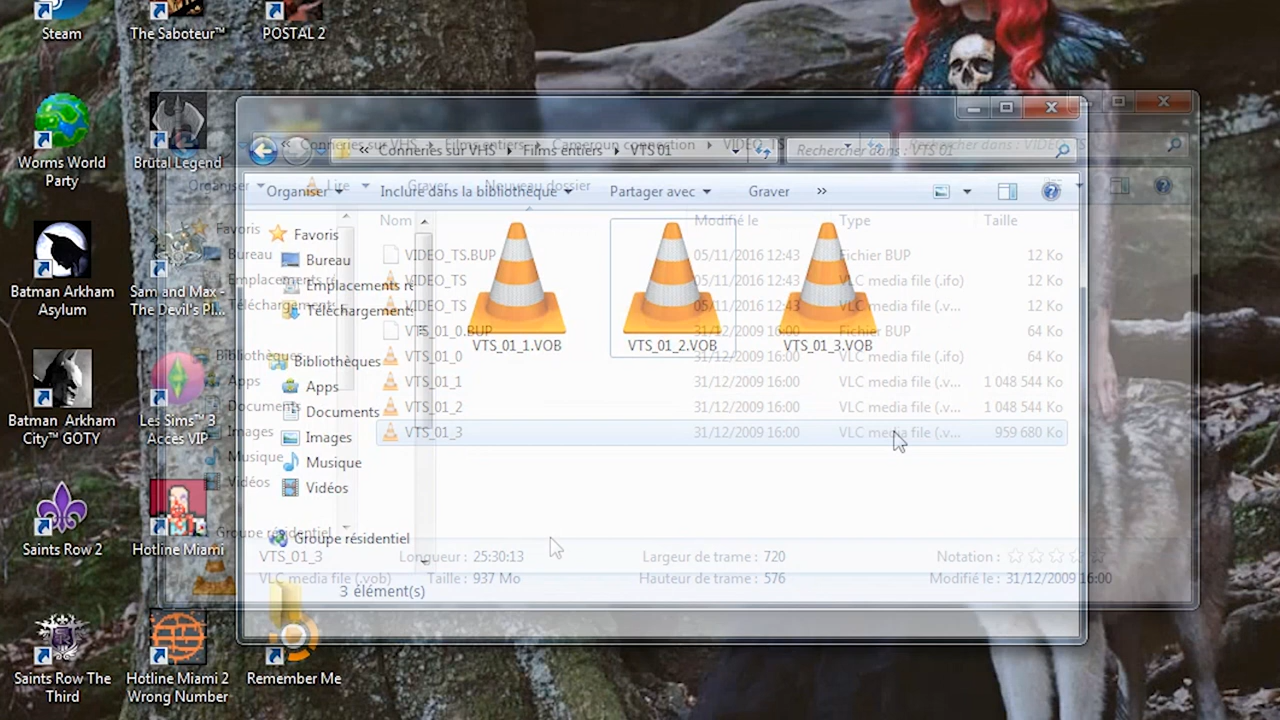 Steam
The Saboteur™
POSTAL 2
Worms World
Party
Brütal Legend
Batman Arkham
Asylum
Sam and Max -
The Devil's Pl...
Batman Arkham
City™ GOTY
Les Sims™ 3
Accès VIP
Saints Row 2
Hotline Miami
Saints Row The
Third
Hotline Miami 2
Wrong Number
Remember Me
« Conneries sur VHS ▸ Films entiers ▸ VTS 01
Rechercher dans : VTS 01
« Conneries sur VHS ▸ Films entiers ▸ Cameroun connection ▸ VIDEO_TS
Rechercher dans : VIDEO_TS
Organiser Inclure dans la bibliothèque Partager avec Graver »
Organiser Lire Graver Nouveau dossier
Favoris
Bureau
Emplacements ré
Téléchargements
Bibliothèques
Apps
Documents
Images
Musique
Vidéos
Groupe résidentiel
Favoris
Bureau
Emplacements re
Téléchargement:
Bibliothèques
Apps
Documents
Images
Musique
Vidéos
Groupe résidentiel
VTS_01_1.VOB
VTS_01_2.VOB
VTS_01_3.VOB
Nom Modifié le Type Taille
VIDEO_TS.BUP 05/11/2016 12:43 Fichier BUP 12 Ko
VIDEO_TS 05/11/2016 12:43 VLC media file (.ifo) 12 Ko
VIDEO_TS 05/11/2016 12:43 VLC media file (.v... 12 Ko
VTS_01_0.BUP 31/12/2009 16:00 Fichier BUP 64 Ko
VTS_01_0 31/12/2009 16:00 VLC media file (.ifo) 64 Ko
VTS_01_1 31/12/2009 16:00 VLC media file (.v... 1 048 544 Ko
VTS_01_2 31/12/2009 16:00 VLC media file (.v... 1 048 544 Ko
VTS_01_3 31/12/2009 16:00 VLC media file (.v... 959 680 Ko
VTS_01_3 Longueur : 25:30:13 Largeur de trame : 720 Notation :
VLC media file (.vob) Taille : 937 Mo Hauteur de trame : 576 Modifié le : 31/12/2009 16:00
3 élément(s)